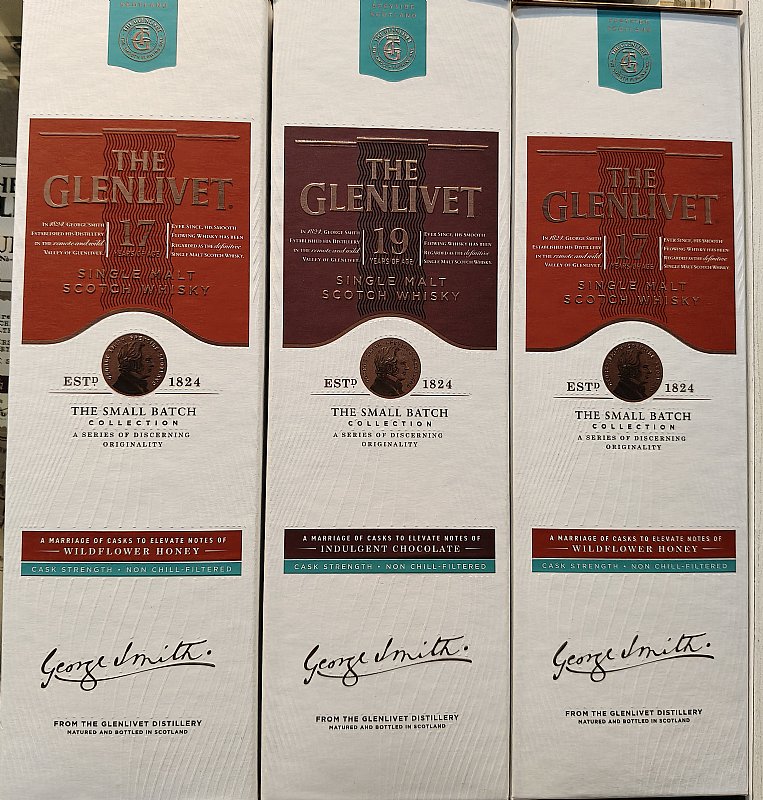 SCOTLAND
THE
GLENLIVET
In 1824, George Smith
Established his Distillery
in the remote and wild
Valley of Glenlivet.
17
YEARS OF AGE
Ever since, his Smooth
Flowing Whisky has been
Regarded as the definitive
Single Malt Scotch Whisky.
SINGLE MALT
SCOTCH WHISKY
ESTD 1824
THE SMALL BATCH
COLLECTION
A SERIES OF DISCERNING
ORIGINALITY
A MARRIAGE OF CASKS TO ELEVATE NOTES OF
WILDFLOWER HONEY
CASK STRENGTH • NON CHILL-FILTERED
George Smith.
FROM THE GLENLIVET DISTILLERY
MATURED AND BOTTLED IN SCOTLAND
SPEYSIDE
SCOTLAND
THE
GLENLIVET
In 1824, George Smith
Established his Distillery
in the remote and wild
Valley of Glenlivet.
19
YEARS OF AGE
Ever since, his Smooth
Flowing Whisky has been
Regarded as the definitive
Single Malt Scotch Whisky.
SINGLE MALT
SCOTCH WHISKY
ESTD 1824
THE SMALL BATCH
COLLECTION
A SERIES OF DISCERNING
ORIGINALITY
A MARRIAGE OF CASKS TO ELEVATE NOTES OF
INDULGENT CHOCOLATE
CASK STRENGTH • NON CHILL-FILTERED
George Smith.
FROM THE GLENLIVET DISTILLERY
MATURED AND BOTTLED IN SCOTLAND
SPEYSIDE
SCOTLAND
THE
GLENLIVET
In 1824, George Smith
Established his Distillery
in the remote and wild
Valley of Glenlivet.
YEARS OF AGE
Ever since, his Smooth
Flowing Whisky has been
Regarded as the definitive
Single Malt Scotch Whisky.
SINGLE MALT
SCOTCH WHISKY
ESTD 1824
THE SMALL BATCH
COLLECTION
A SERIES OF DISCERNING
ORIGINALITY
A MARRIAGE OF CASKS TO ELEVATE NOTES OF
WILDFLOWER HONEY
CASK STRENGTH • NON CHILL-FILTERED
George Smith.
FROM THE GLENLIVET DISTILLERY
MATURED AND BOTTLED IN SCOTLAND